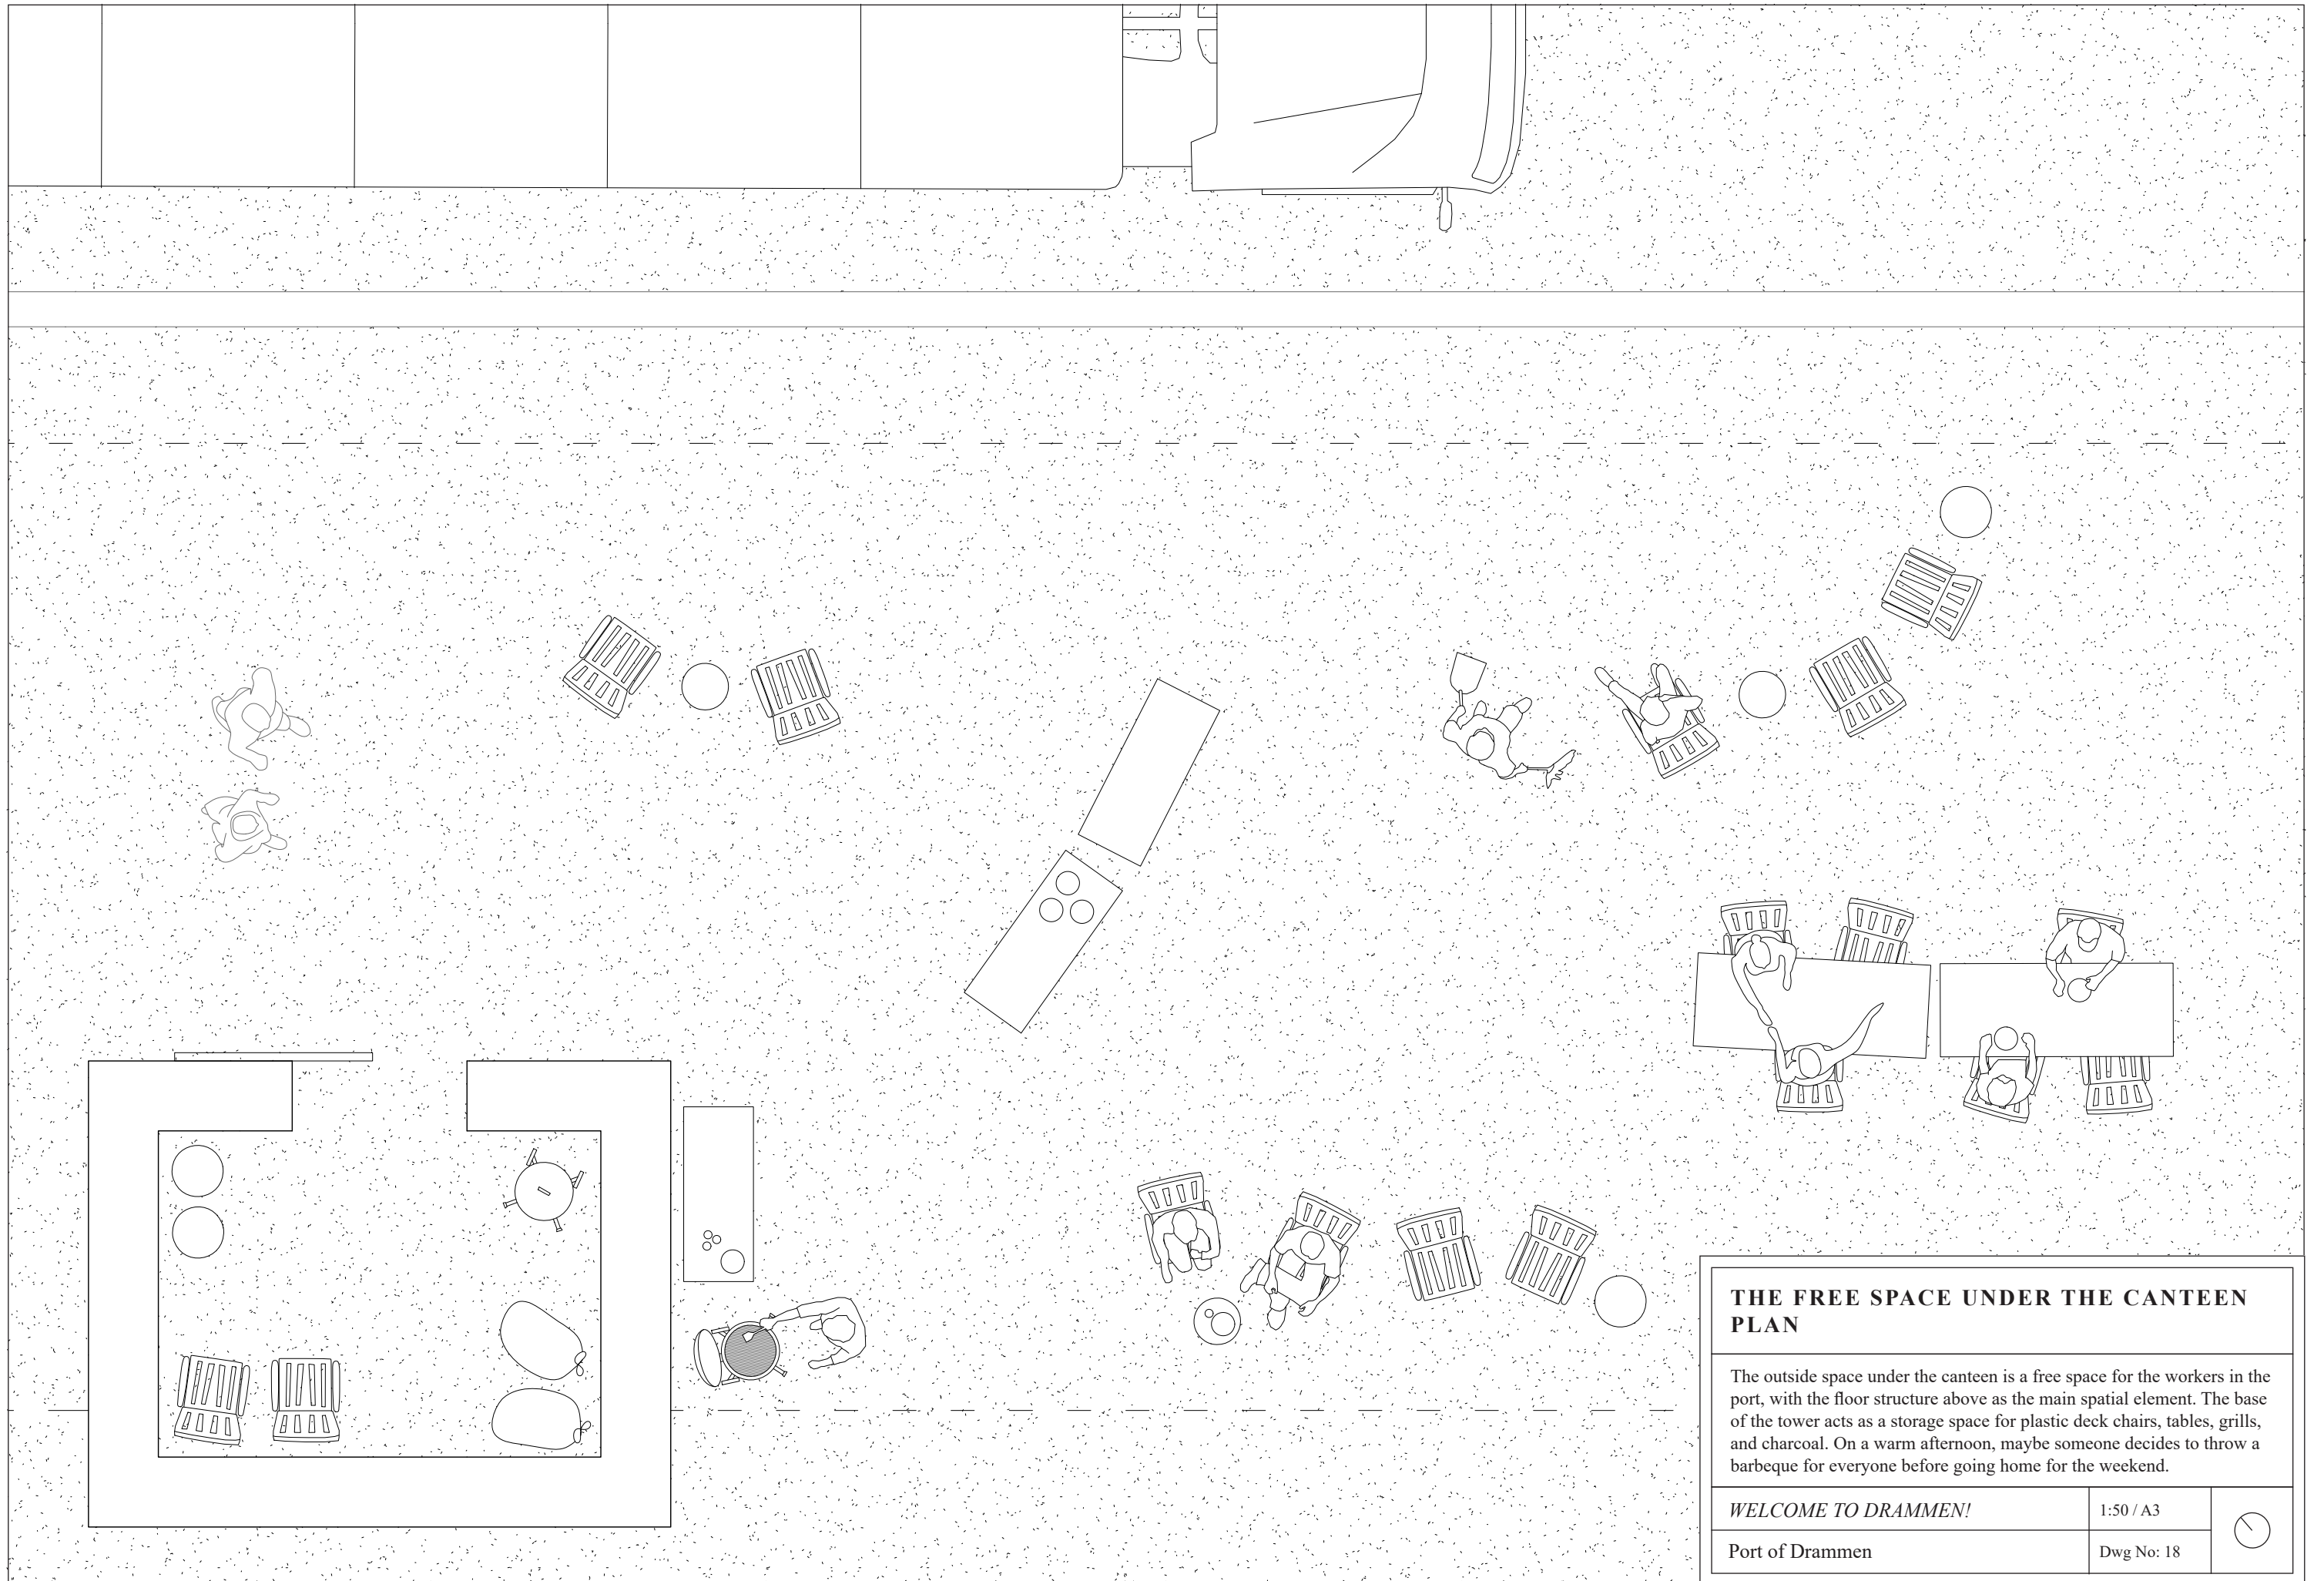 THE FREE SPACE UNDER THE CANTEEN
PLAN
The outside space under the canteen is a free space for the workers in the
port, with the floor structure above as the main spatial element. The base
of the tower acts as a storage space for plastic deck chairs, tables, grills,
and charcoal. On a warm afternoon, maybe someone decides to throw a
barbeque for everyone before going home for the weekend.
WELCOME TO DRAMMEN!
1:50 / A3
Port of Drammen
Dwg No: 18